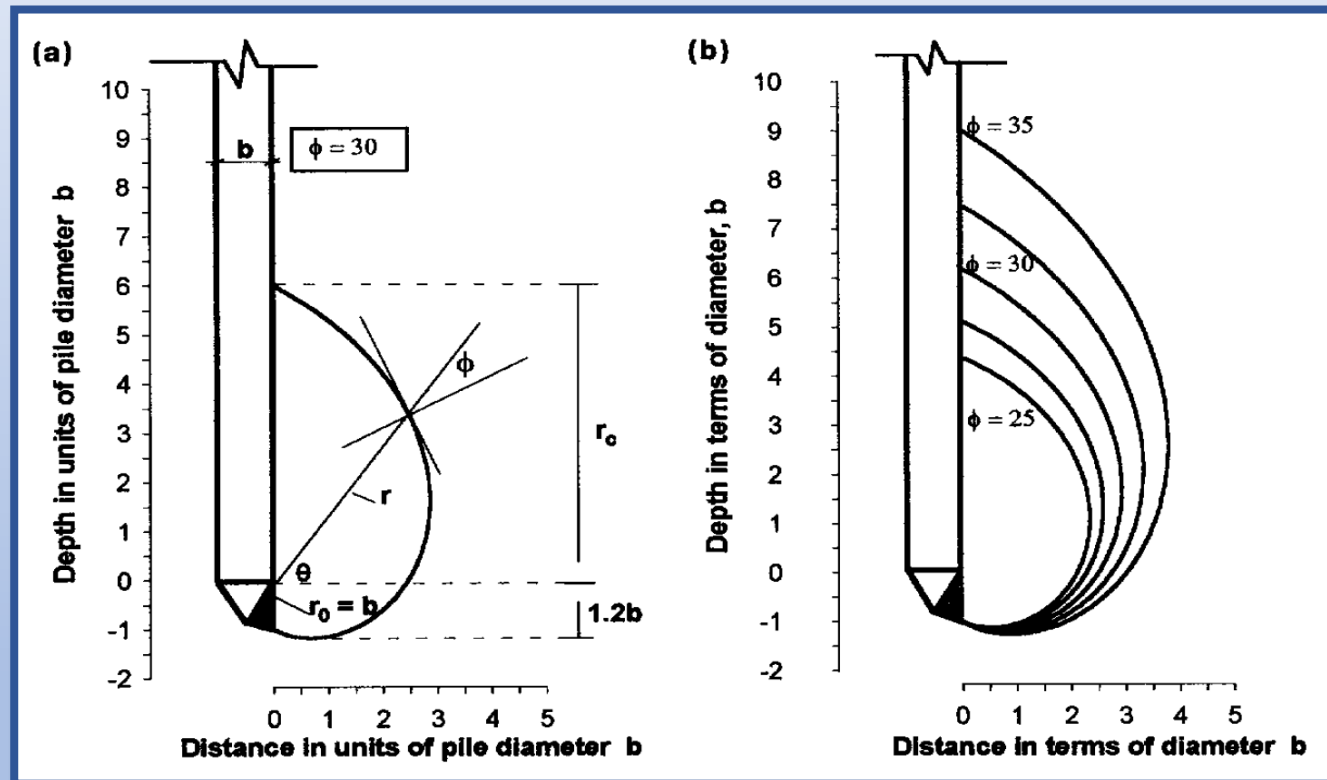 (a)
10
9
8
7
6
5
4
3
2
1
0
-1
-2
Depth in units of pile diameter b
b
ϕ = 30
ϕ
r_c
r
θ
r_0 = b
1.2b
0 1 2 3 4 5
Distance in units of pile diameter b
(b)
10
9
8
7
6
5
4
3
2
1
0
-1
-2
Depth in terms of diameter, b
ϕ = 35
ϕ = 30
ϕ = 25
0 1 2 3 4 5
Distance in terms of diameter b